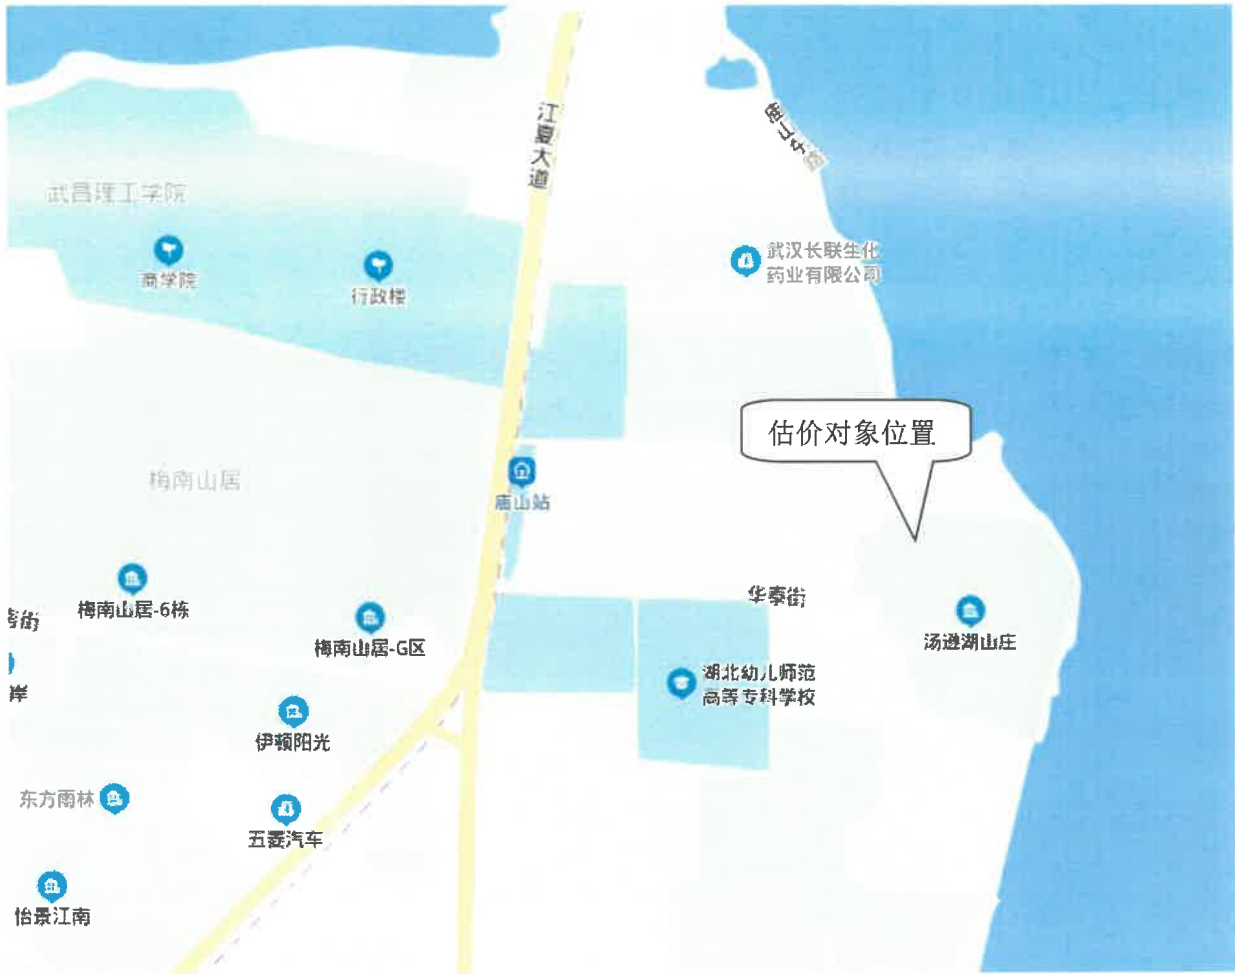 江夏大道
武昌理工学院
商学院
行政楼
武汉长联生化
药业有限公司
估价对象位置
梅南山居
庙山站
梅南山居-6栋
华泰街
梅南山居-G区
汤逊湖山庄
湖北幼儿师范
高等专科学校
岸
伊顿阳光
东方雨林
五菱汽车
怡景江南